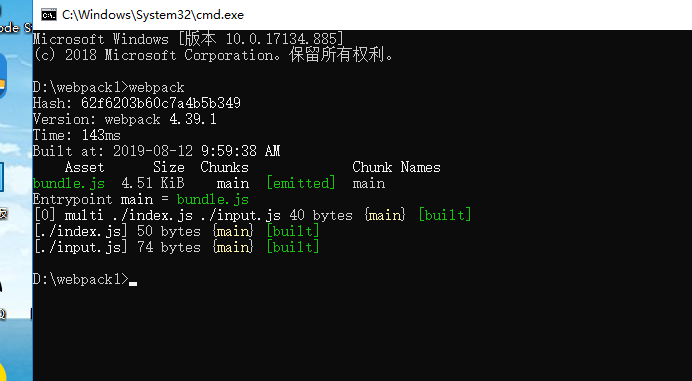 C:\Windows\System32\cmd.exe
Microsoft Windows [版本 10.0.17134.885]
(c) 2018 Microsoft Corporation。保留所有权利。
D:\webpack1>webpack
Hash: 62f6203b60c7a4b5b349
Version: webpack 4.39.1
Time: 143ms
Built at: 2019-08-12 9:59:38 AM
Asset Size Chunks Chunk Names
bundle.js 4.51 KiB main [emitted] main
Entrypoint main = bundle.js
[0] multi ./index.js ./input.js 40 bytes {main} [built]
[./index.js] 50 bytes {main} [built]
[./input.js] 74 bytes {main} [built]
D:\webpack1>